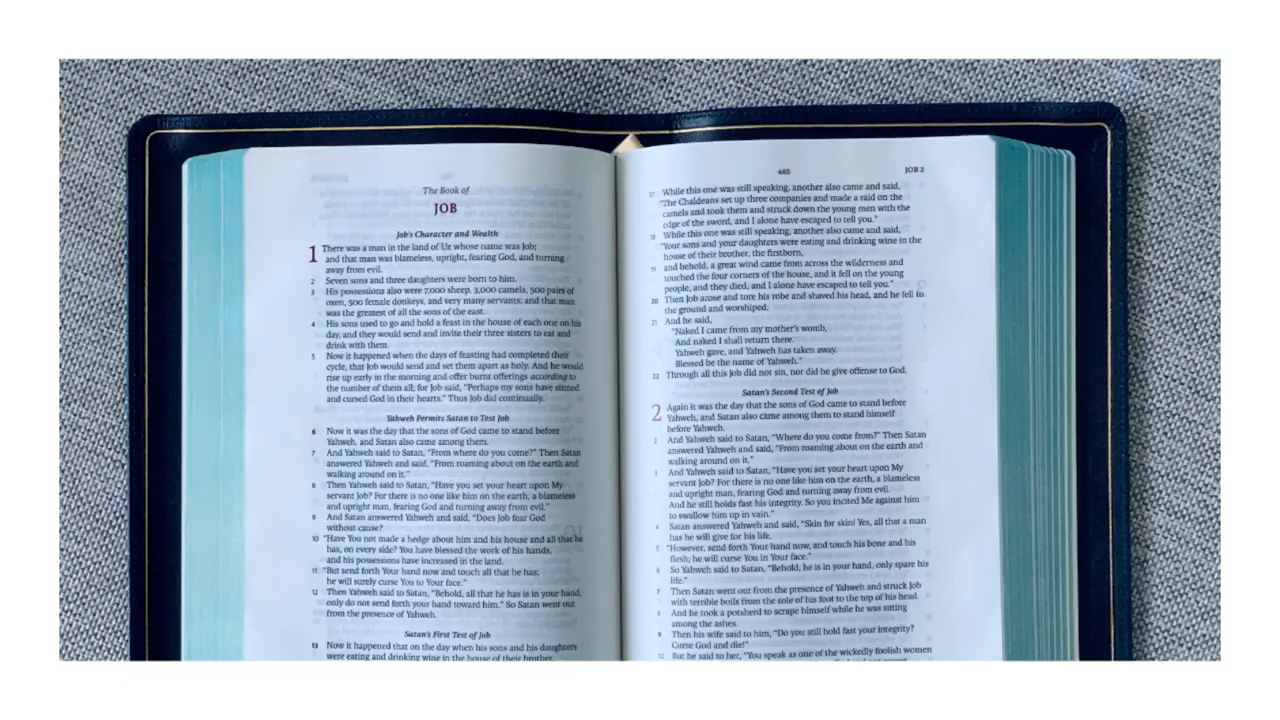 The Book of
JOB
Job's Character and Wealth
1 There was a man in the land of Uz whose name was Job;
and that man was blameless, upright, fearing God, and turning
away from evil.
2 Seven sons and three daughters were born to him.
3 His possessions also were 7,000 sheep, 3,000 camels, 500 pairs of
oxen, 500 female donkeys, and very many servants; and that man
was the greatest of all the sons of the east.
4 His sons used to go and hold a feast in the house of each one on his
day, and they would send and invite their three sisters to eat and
drink with them.
5 Now it happened when the days of feasting had completed their
cycle, that Job would send and set them apart as holy. And he would
rise up early in the morning and offer burnt offerings according to
the number of them all; for Job said, "Perhaps my sons have sinned
and cursed God in their hearts." Thus Job did continually.
Yahweh Permits Satan to Test Job
6 Now it was the day that the sons of God came to stand before
Yahweh, and Satan also came among them.
7 And Yahweh said to Satan, "From where do you come?" Then Satan
answered Yahweh and said, "From roaming about on the earth and
walking around on it."
8 Then Yahweh said to Satan, "Have you set your heart upon My
servant Job? For there is no one like him on the earth, a blameless
and upright man, fearing God and turning away from evil."
9 And Satan answered Yahweh and said, "Does Job fear God
without cause?
10 "Have You not made a hedge about him and his house and all that he
has, on every side? You have blessed the work of his hands,
and his possessions have increased in the land.
11 "But send forth Your hand now and touch all that he has;
he will surely curse You to Your face."
12 Then Yahweh said to Satan, "Behold, all that he has is in your hand,
only do not send forth your hand toward him." So Satan went out
from the presence of Yahweh.
Satan's First Test of Job
13 Now it happened that on the day when his sons and his daughters
were eating and drinking wine in the house of their brother,
683 JOB 2
17 While this one was still speaking, another also came and said,
"The Chaldeans set up three companies and made a raid on the
camels and took them and struck down the young men with the
edge of the sword, and I alone have escaped to tell you."
18 While this one was still speaking, another also came and said,
"Your sons and your daughters were eating and drinking wine in the
house of their brother, the firstborn,
19 and behold, a great wind came from across the wilderness and
touched the four corners of the house, and it fell on the young
people, and they died, and I alone have escaped to tell you."
20 Then Job arose and tore his robe and shaved his head, and he fell to
the ground and worshiped.
21 And he said,
"Naked I came from my mother's womb,
And naked I shall return there.
Yahweh gave, and Yahweh has taken away.
Blessed be the name of Yahweh."
22 Through all this Job did not sin, nor did he give offense to God.
Satan's Second Test of Job
2 Again it was the day that the sons of God came to stand before
Yahweh, and Satan also came among them to stand himself
before Yahweh.
2 And Yahweh said to Satan, "Where do you come from?" Then Satan
answered Yahweh and said, "From roaming about on the earth and
walking around on it."
3 And Yahweh said to Satan, "Have you set your heart upon My
servant Job? For there is no one like him on the earth, a blameless
and upright man, fearing God and turning away from evil.
And he still holds fast his integrity. So you incited Me against him
to swallow him up in vain."
4 Satan answered Yahweh and said, "Skin for skin! Yes, all that a man
has he will give for his life.
5 "However, send forth Your hand now, and touch his bone and his
flesh; he will curse You in Your face."
6 So Yahweh said to Satan, "Behold, he is in your hand, only spare his
life."
7 Then Satan went out from the presence of Yahweh and struck Job
with terrible boils from the sole of his foot to the top of his head.
8 And he took a potsherd to scrape himself while he was sitting
among the ashes.
9 Then his wife said to him, "Do you still hold fast your integrity?
Curse God and die!"
10 But he said to her, "You speak as one of the wickedly foolish women